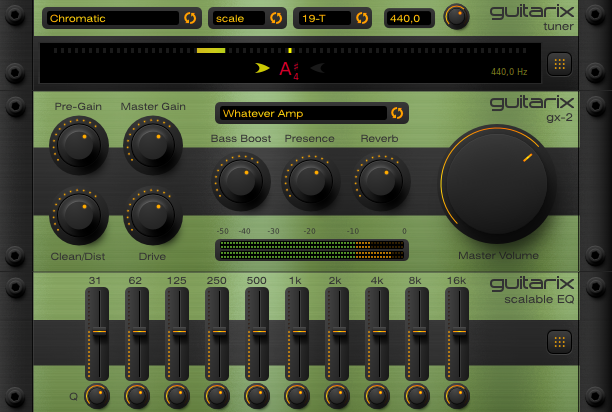 Chromatic scale 19-T 440,0 guitarix
tuner
A♯4
440,0 Hz
Pre-Gain Master Gain Whatever Amp guitarix
gx-2
Bass Boost Presence Reverb
-50 -40 -30 -20 -10 0
Clean/Dist Drive Master Volume
31 62 125 250 500 1k 2k 4k 8k 16k guitarix
scalable EQ
Q